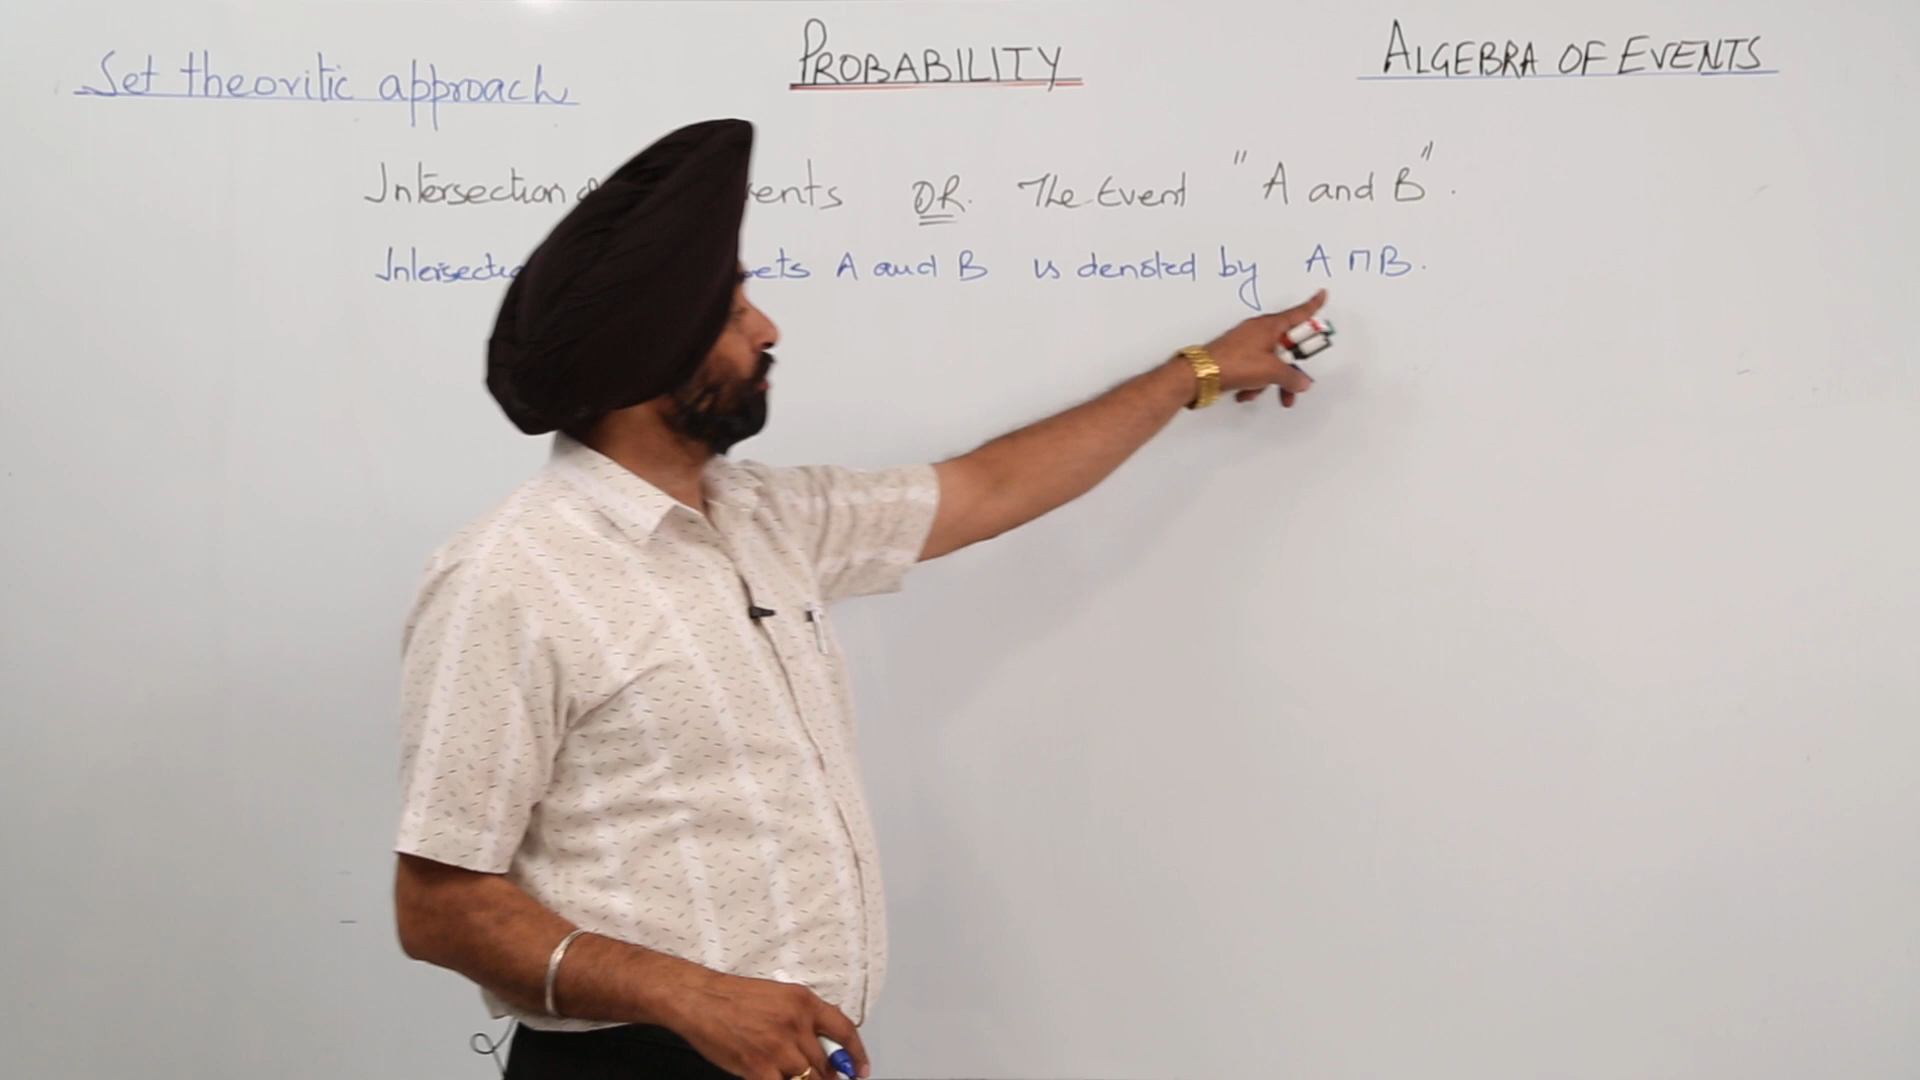 Set theoritic approach
PROBABILITY
ALGEBRA OF EVENTS
Intersection ents OR. The Event "A and B".
Intersectio ets A and B is denoted by A ∩ B.